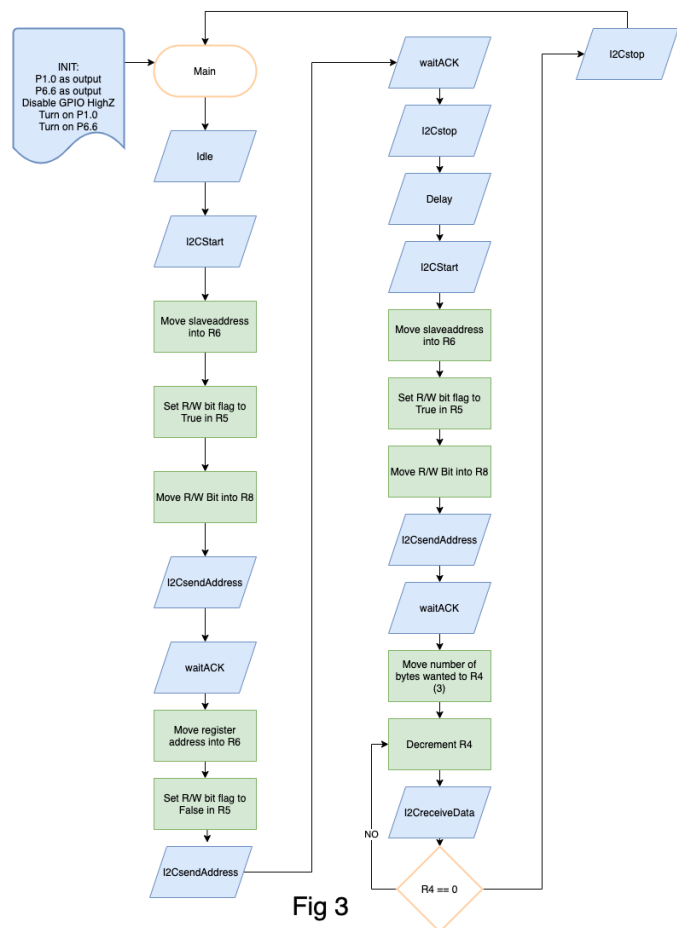 INIT:
P1.0 as output
P6.6 as output
Disable GPIO HighZ
Turn on P1.0
Turn on P6.6
Main
Idle
I2CStart
Move slaveaddress
into R6
Set R/W bit flag to
True in R5
Move R/W Bit into R8
I2CsendAddress
waitACK
Move register
address into R6
Set R/W bit flag to
False in R5
I2CsendAddress
waitACK
I2Cstop
Delay
I2CStart
Move slaveaddress
into R6
Set R/W bit flag to
True in R5
Move R/W Bit into R8
I2CsendAddress
waitACK
Move number of
bytes wanted to R4
(3)
Decrement R4
I2CreceiveData
NO
R4 == 0
I2Cstop
Fig 3